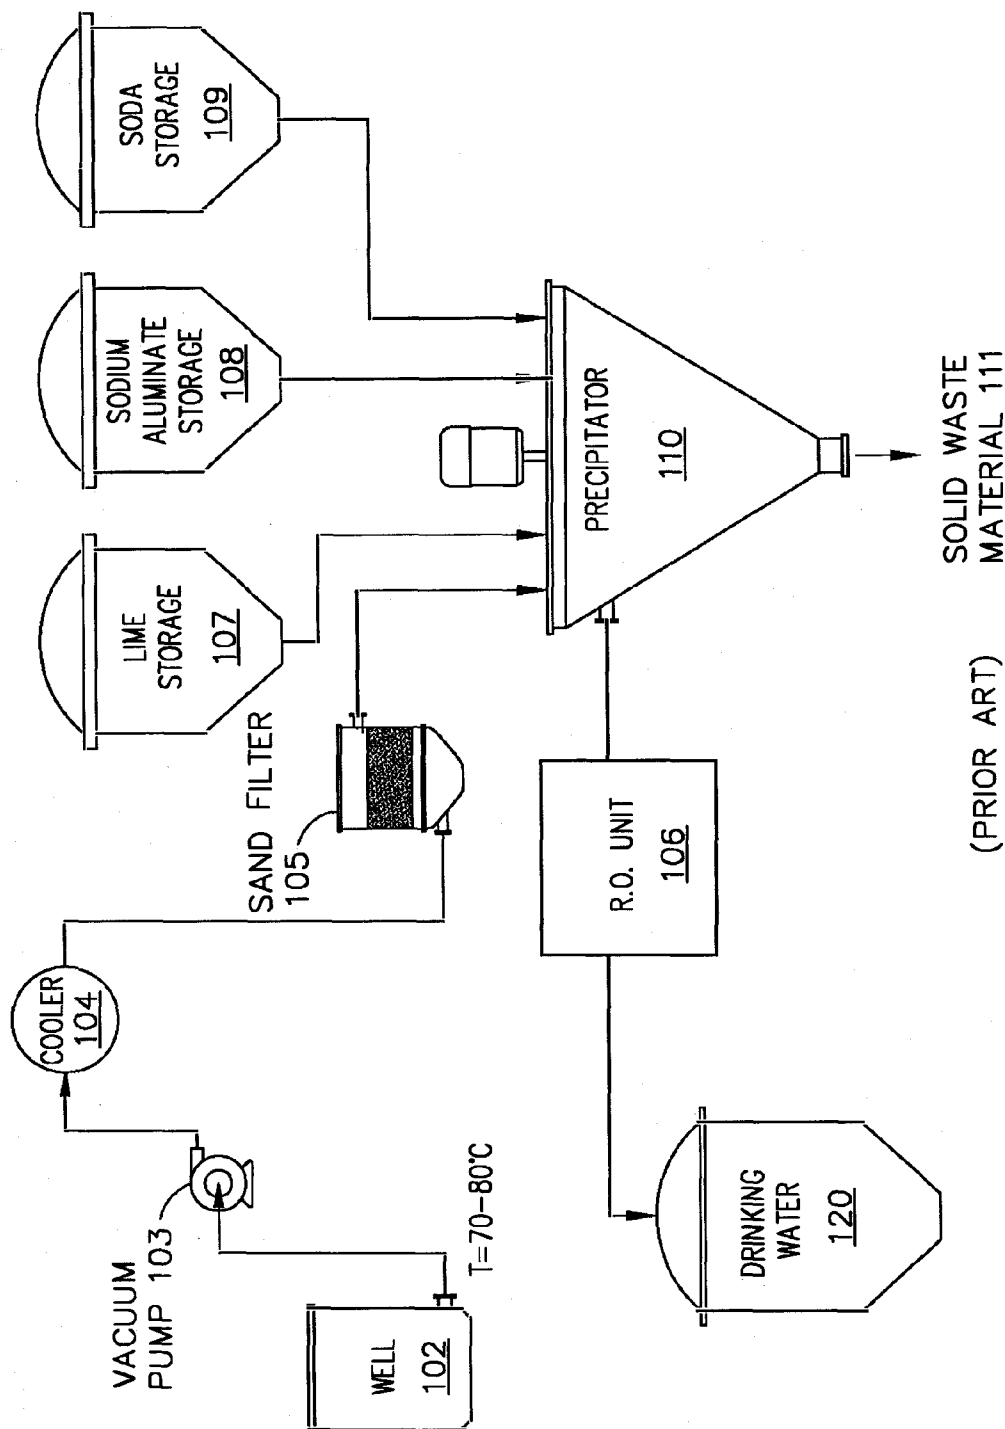 VACUUM
PUMP 103
WELL
102
T=70-80°C
COOLER
104
SAND FILTER
105
LIME
STORAGE
107
SODIUM
ALUMINATE
STORAGE
108
SODA
STORAGE
109
PRECIPITATOR
110
R.O. UNIT
106
DRINKING
WATER
120
SOLID WASTE
MATERIAL 111
(PRIOR ART)